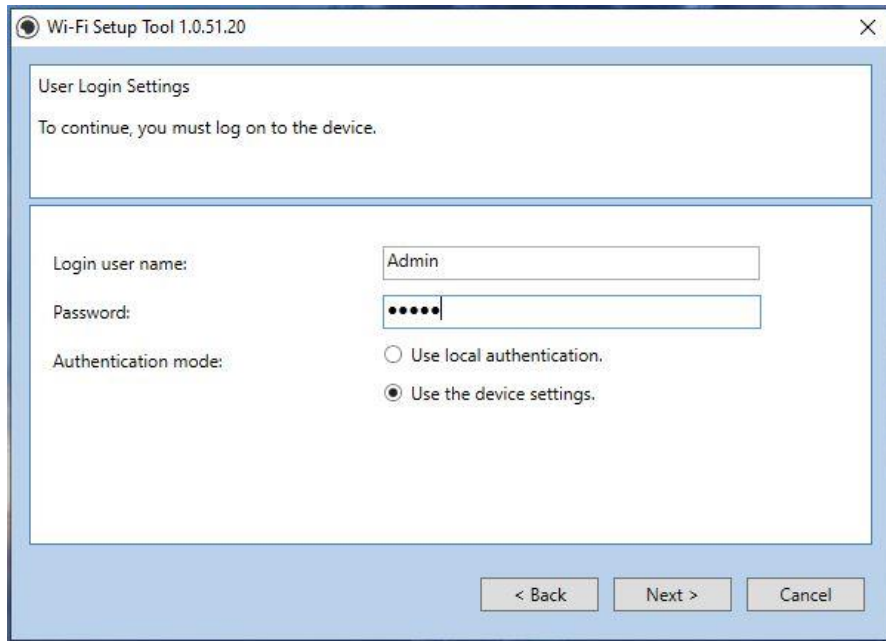 Wi-Fi Setup Tool 1.0.51.20
User Login Settings
To continue, you must log on to the device.
Login user name:
Admin
Password:
●●●●●
Authentication mode:
Use local authentication.
Use the device settings.
< Back
Next >
Cancel